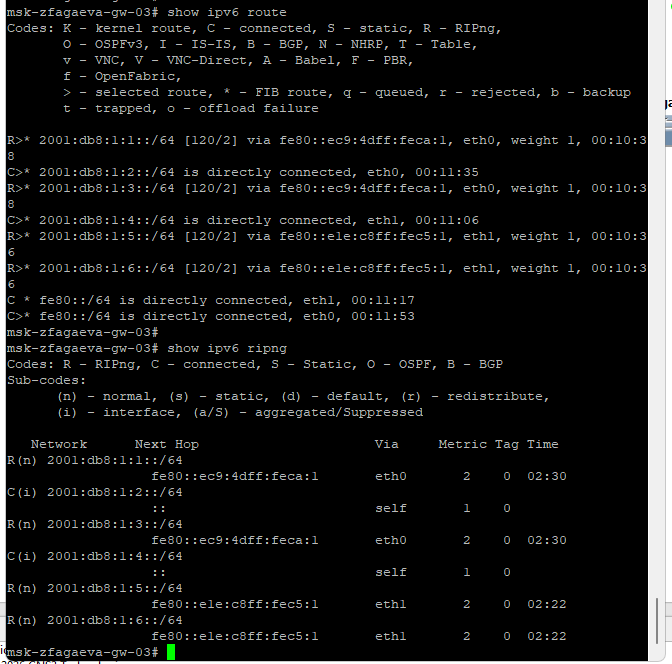 msk-zfagaeva-gw-03# show ipv6 route
Codes: K - kernel route, C - connected, S - static, R - RIPng,
       O - OSPFv3, I - IS-IS, B - BGP, N - NHRP, T - Table,
       v - VNC, V - VNC-Direct, A - Babel, F - PBR,
       f - OpenFabric,
       > - selected route, * - FIB route, q - queued, r - rejected, b - backup
       t - trapped, o - offload failure

R>* 2001:db8:1:1::/64 [120/2] via fe80::ec9:4dff:feca:1, eth0, weight 1, 00:10:3
8
C>* 2001:db8:1:2::/64 is directly connected, eth0, 00:11:35
R>* 2001:db8:1:3::/64 [120/2] via fe80::ec9:4dff:feca:1, eth0, weight 1, 00:10:3
8
C>* 2001:db8:1:4::/64 is directly connected, eth1, 00:11:06
R>* 2001:db8:1:5::/64 [120/2] via fe80::e1e:c8ff:fec5:1, eth1, weight 1, 00:10:3
6
R>* 2001:db8:1:6::/64 [120/2] via fe80::e1e:c8ff:fec5:1, eth1, weight 1, 00:10:3
6
C * fe80::/64 is directly connected, eth1, 00:11:17
C>* fe80::/64 is directly connected, eth0, 00:11:53
msk-zfagaeva-gw-03#
msk-zfagaeva-gw-03# show ipv6 ripng
Codes: R - RIPng, C - connected, S - Static, O - OSPF, B - BGP
Sub-codes:
      (n) - normal, (s) - static, (d) - default, (r) - redistribute,
      (i) - interface, (a/S) - aggregated/Suppressed

   Network      Next Hop                      Via     Metric Tag Time
R(n) 2001:db8:1:1::/64
                  fe80::ec9:4dff:feca:1       eth0       2    0  02:30
C(i) 2001:db8:1:2::/64
                  ::                          self       1    0
R(n) 2001:db8:1:3::/64
                  fe80::ec9:4dff:feca:1       eth0       2    0  02:30
C(i) 2001:db8:1:4::/64
                  ::                          self       1    0
R(n) 2001:db8:1:5::/64
                  fe80::e1e:c8ff:fec5:1       eth1       2    0  02:22
R(n) 2001:db8:1:6::/64
                  fe80::e1e:c8ff:fec5:1       eth1       2    0  02:22
msk-zfagaeva-gw-03#